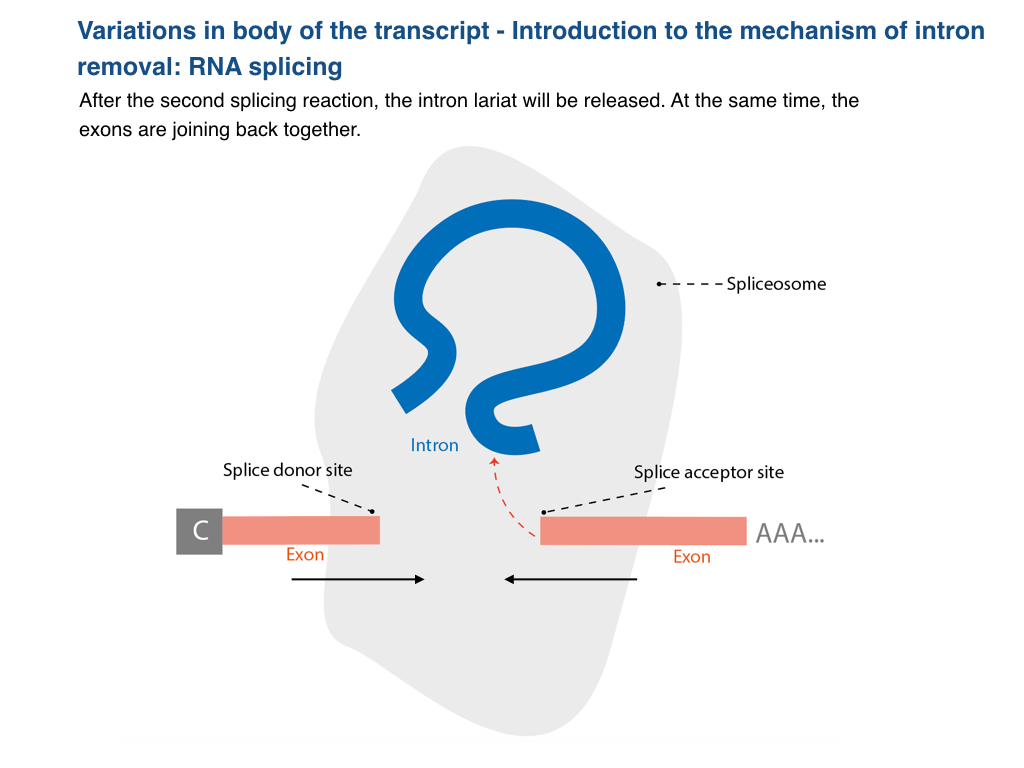 Variations in body of the transcript - Introduction to the mechanism of intron
removal: RNA splicing
After the second splicing reaction, the intron lariat will be released. At the same time, the
exons are joining back together.
Spliceosome
Intron
Splice donor site
Splice acceptor site
C
AAA...
Exon
Exon